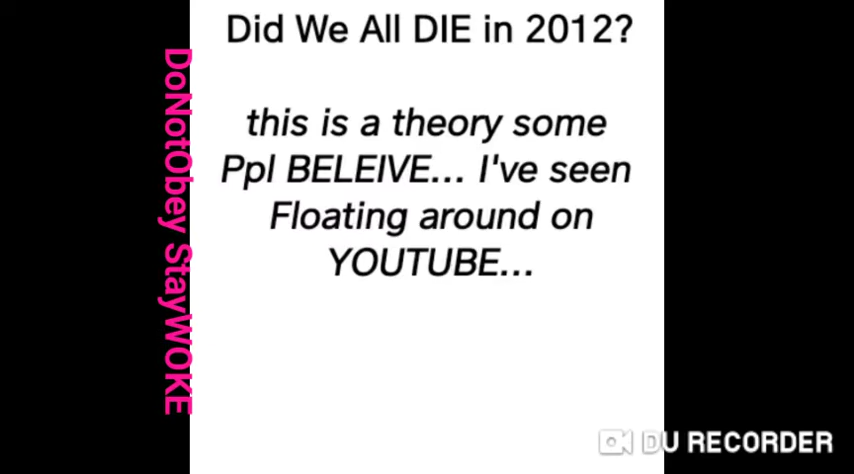 Did We All DIE in 2012?
this is a theory some
Ppl BELEIVE... I've seen
Floating around on
YOUTUBE...
DoNotObey StayWOKE
DU RECORDER